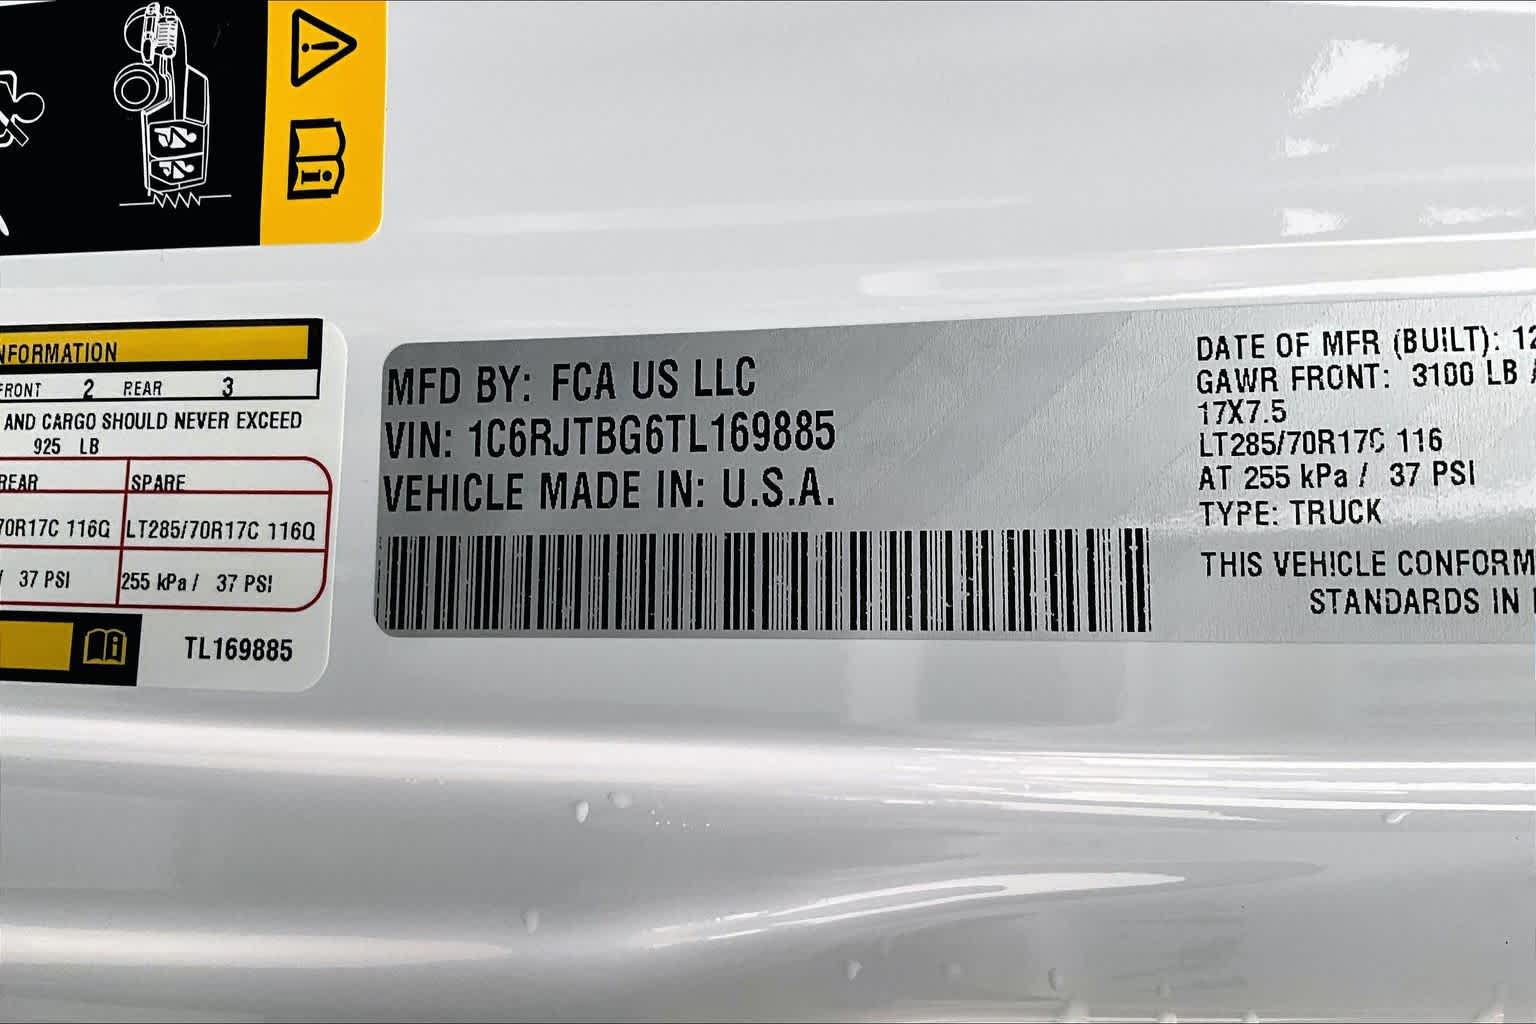 NFORMATION
FRONT 2 REAR 3
AND CARGO SHOULD NEVER EXCEED
925 LB
REAR SPARE
70R17C 116Q LT285/70R17C 116Q
/ 37 PSI 255 kPa / 37 PSI
TL169885
MFD BY: FCA US LLC
VIN: 1C6RJTBG6TL169885
VEHICLE MADE IN: U.S.A.
DATE OF MFR (BUILT): 12
GAWR FRONT: 3100 LB
17X7.5
LT285/70R17C 116
AT 255 kPa / 37 PSI
TYPE: TRUCK
THIS VEHICLE CONFORM
STANDARDS IN